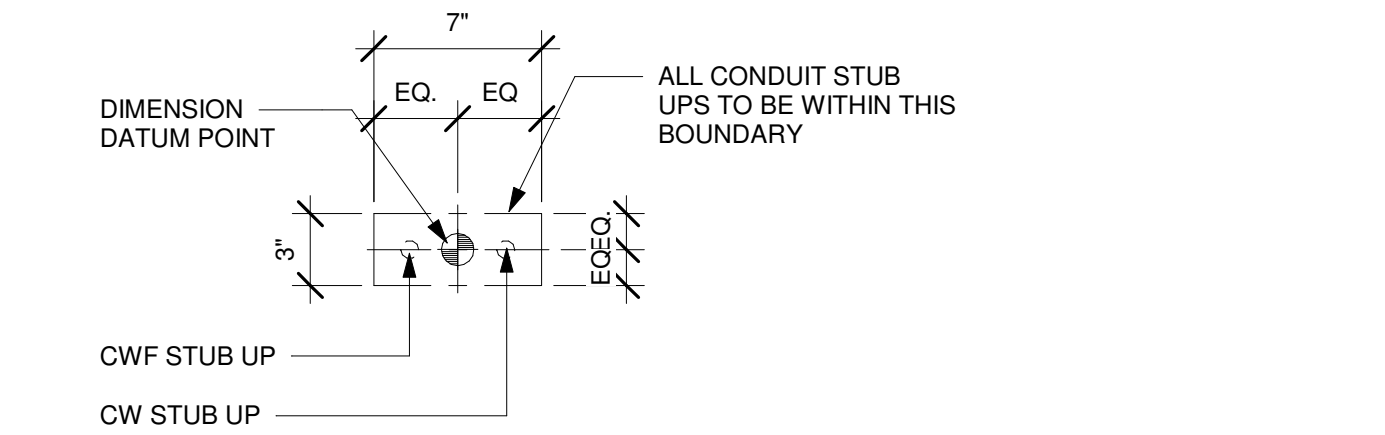 7"
EQ.
EQ
DIMENSION
DATUM POINT
ALL CONDUIT STUB
UPS TO BE WITHIN THIS
BOUNDARY
3"
EQ.
EQ
CWF STUB UP
CW STUB UP